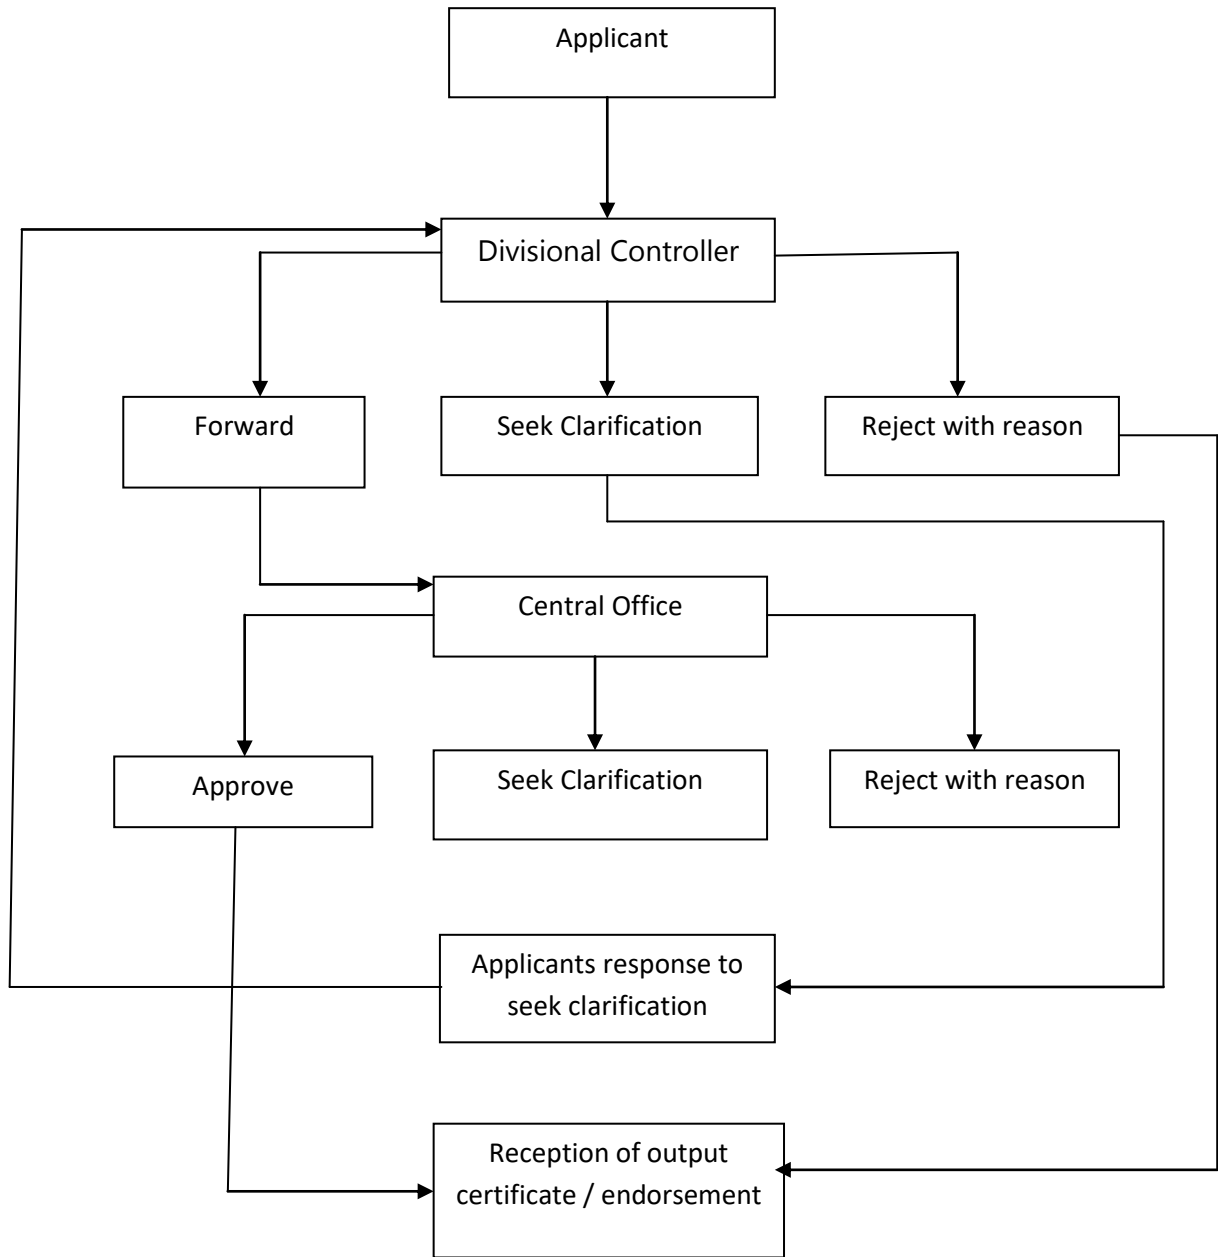 Applicant
Divisional Controller
Forward
Seek Clarification
Reject with reason
Central Office
Approve
Seek Clarification
Reject with reason
Applicants response to
seek clarification
Reception of output
certificate / endorsement